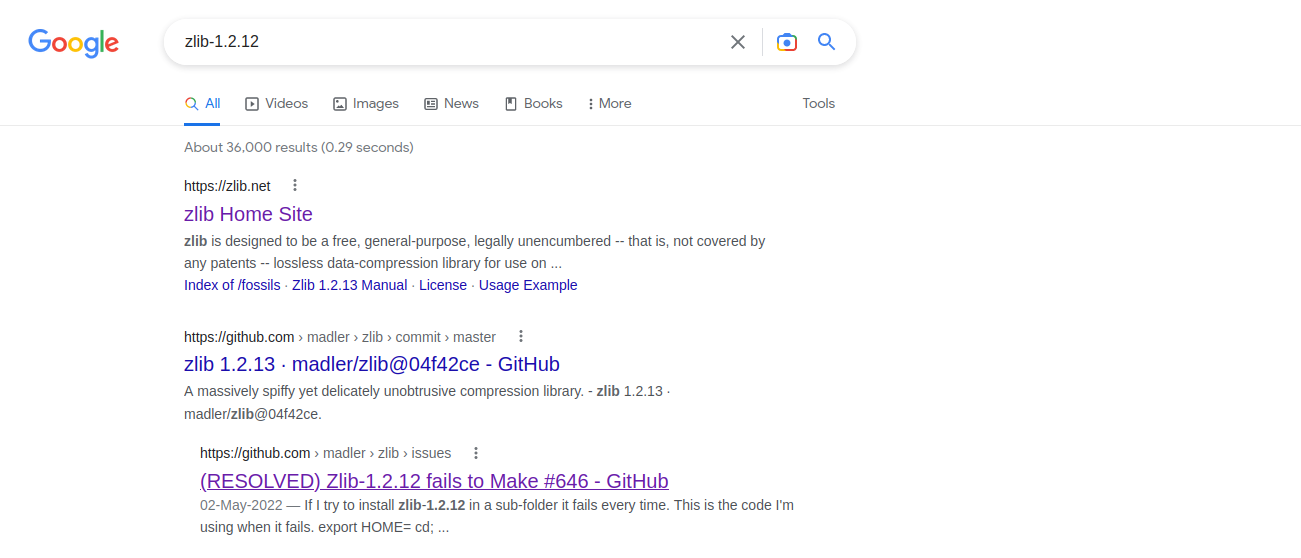 Google
zlib-1.2.12
All Videos Images News Books More Tools
About 36,000 results (0.29 seconds)
https://zlib.net
zlib Home Site
zlib is designed to be a free, general-purpose, legally unencumbered -- that is, not covered by
any patents -- lossless data-compression library for use on ...
Index of /fossils · Zlib 1.2.13 Manual · License · Usage Example
https://github.com › madler › zlib › commit › master
zlib 1.2.13 · madler/zlib@04f42ce - GitHub
A massively spiffy yet delicately unobtrusive compression library. - zlib 1.2.13 ·
madler/zlib@04f42ce.
https://github.com › madler › zlib › issues
(RESOLVED) Zlib-1.2.12 fails to Make #646 - GitHub
02-May-2022 — If I try to install zlib-1.2.12 in a sub-folder it fails every time. This is the code I'm
using when it fails. export HOME= cd; ...